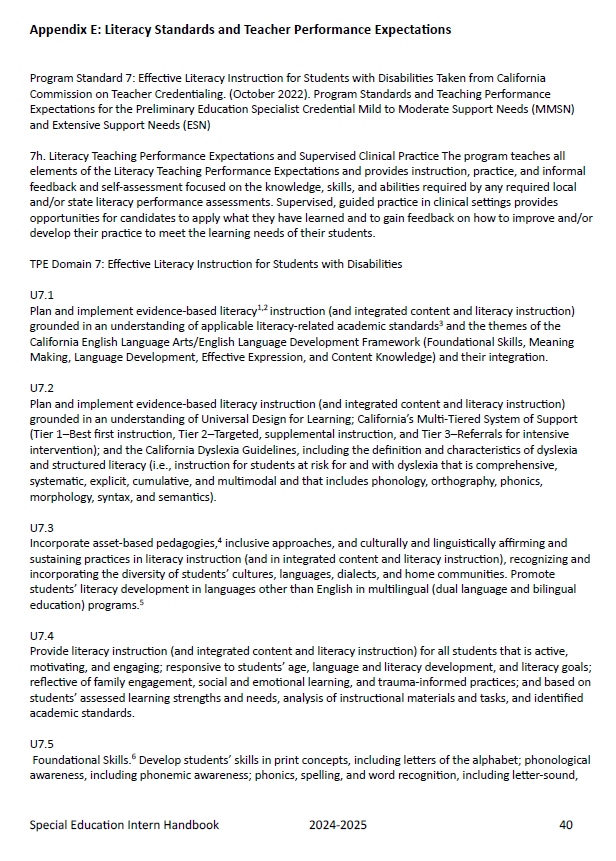 Appendix E: Literacy Standards and Teacher Performance Expectations
Program Standard 7: Effective Literacy Instruction for Students with Disabilities Taken from California
Commission on Teacher Credentialing. (October 2022). Program Standards and Teaching Performance
Expectations for the Preliminary Education Specialist Credential Mild to Moderate Support Needs (MMSN)
and Extensive Support Needs (ESN)
7h. Literacy Teaching Performance Expectations and Supervised Clinical Practice The program teaches all
elements of the Literacy Teaching Performance Expectations and provides instruction, practice, and informal
feedback and self-assessment focused on the knowledge, skills, and abilities required by any required local
and/or state literacy performance assessments. Supervised, guided practice in clinical settings provides
opportunities for candidates to apply what they have learned and to gain feedback on how to improve and/or
develop their practice to meet the learning needs of their students.
TPE Domain 7: Effective Literacy Instruction for Students with Disabilities
U7.1
Plan and implement evidence-based literacy1,2 instruction (and integrated content and literacy instruction)
grounded in an understanding of applicable literacy-related academic standards3 and the themes of the
California English Language Arts/English Language Development Framework (Foundational Skills, Meaning
Making, Language Development, Effective Expression, and Content Knowledge) and their integration.
U7.2
Plan and implement evidence-based literacy instruction (and integrated content and literacy instruction)
grounded in an understanding of Universal Design for Learning; California's Multi-Tiered System of Support
(Tier 1–Best first instruction, Tier 2–Targeted, supplemental instruction, and Tier 3–Referrals for intensive
intervention); and the California Dyslexia Guidelines, including the definition and characteristics of dyslexia
and structured literacy (i.e., instruction for students at risk for and with dyslexia that is comprehensive,
systematic, explicit, cumulative, and multimodal and that includes phonology, orthography, phonics,
morphology, syntax, and semantics).
U7.3
Incorporate asset-based pedagogies,4 inclusive approaches, and culturally and linguistically affirming and
sustaining practices in literacy instruction (and in integrated content and literacy instruction), recognizing and
incorporating the diversity of students' cultures, languages, dialects, and home communities. Promote
students' literacy development in languages other than English in multilingual (dual language and bilingual
education) programs.5
U7.4
Provide literacy instruction (and integrated content and literacy instruction) for all students that is active,
motivating, and engaging; responsive to students' age, language and literacy development, and literacy goals;
reflective of family engagement, social and emotional learning, and trauma-informed practices; and based on
students' assessed learning strengths and needs, analysis of instructional materials and tasks, and identified
academic standards.
U7.5
Foundational Skills.6 Develop students' skills in print concepts, including letters of the alphabet; phonological
awareness, including phonemic awareness; phonics, spelling, and word recognition, including letter-sound,
Special Education Intern Handbook 2024-2025 40